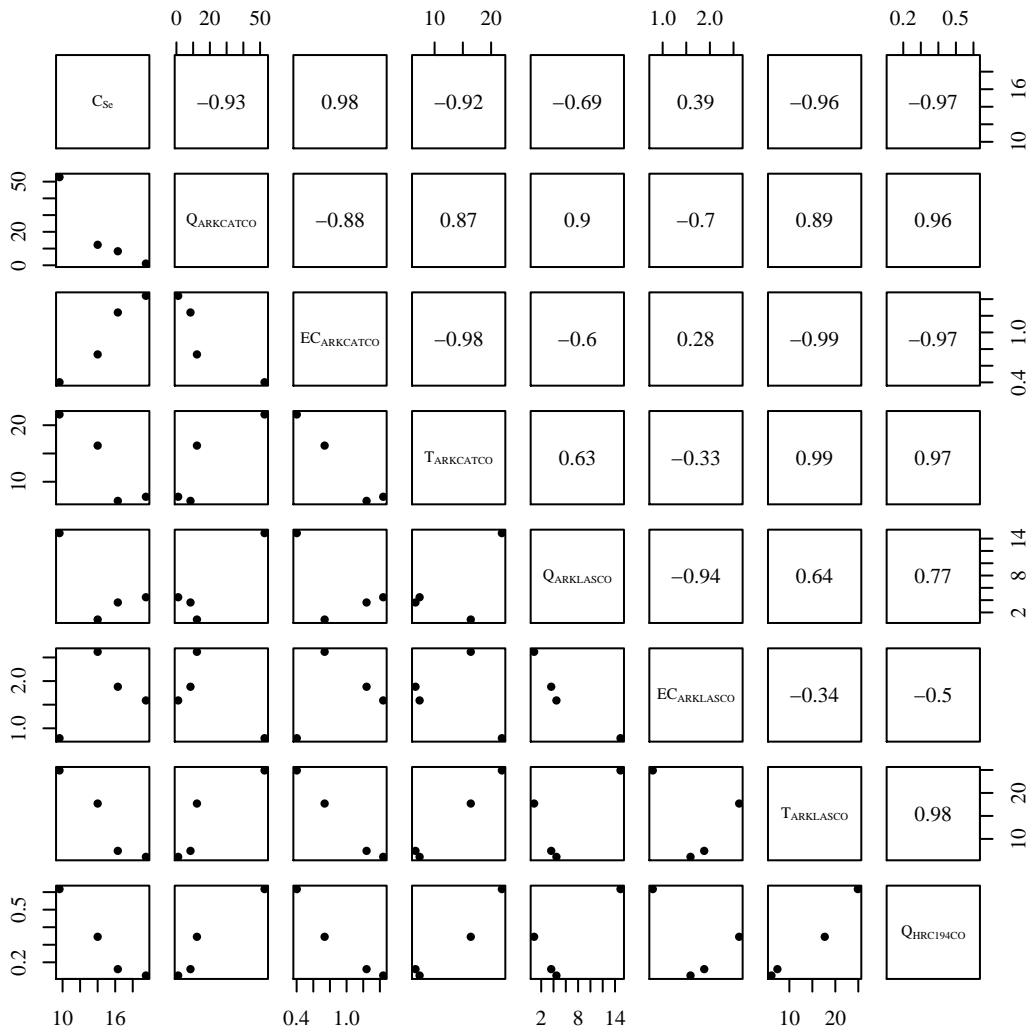 0 20 50 10 20 1.0 2.0 0.2 0.5
C_Se −0.93 0.98 −0.92 −0.69 0.39 −0.96 −0.97 10 16
0 20 50 Q_ARKCATCO −0.88 0.87 0.9 −0.7 0.89 0.96
EC_ARKCATCO −0.98 −0.6 0.28 −0.99 −0.97 0.4 1.0
10 20 T_ARKCATCO 0.63 −0.33 0.99 0.97
Q_ARKLASCO −0.94 0.64 0.77 2 8 14
1.0 2.0 EC_ARKLASCO −0.34 −0.5
T_ARKLASCO 0.98 10 20
0.2 0.5 Q_HRC194CO
10 16 0.4 1.0 2 8 14 10 20